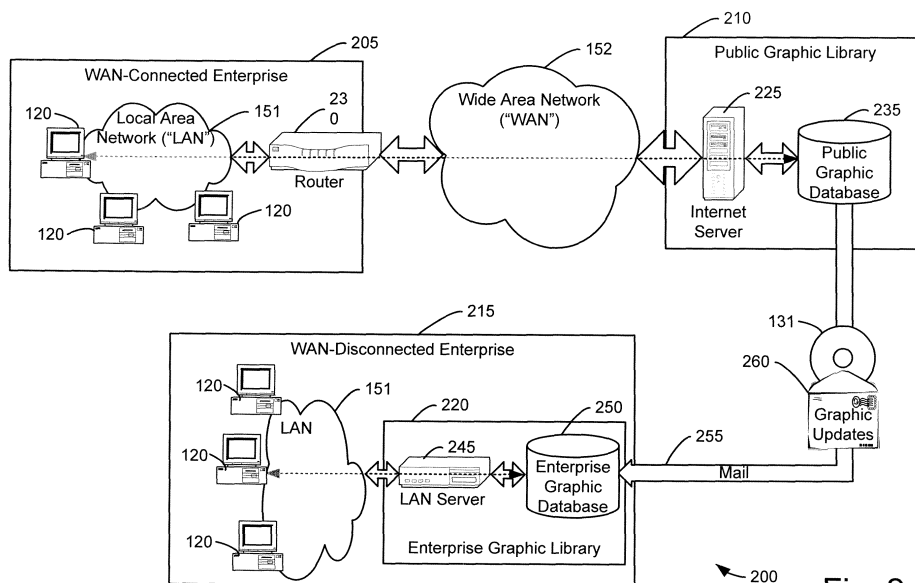 210
205
152
Public Graphic Library
WAN-Connected Enterprise
225
120
151
23
0
Local Area
Network ("LAN")
Wide Area Network
("WAN")
235
Public
Graphic
Database
Router
Internet
Server
120
120
215
131
WAN-Disconnected Enterprise
260
120
151
220
250
Graphic
Updates
LAN
245
255
120
Enterprise
Graphic
Database
Mail
LAN Server
120
Enterprise Graphic Library
200